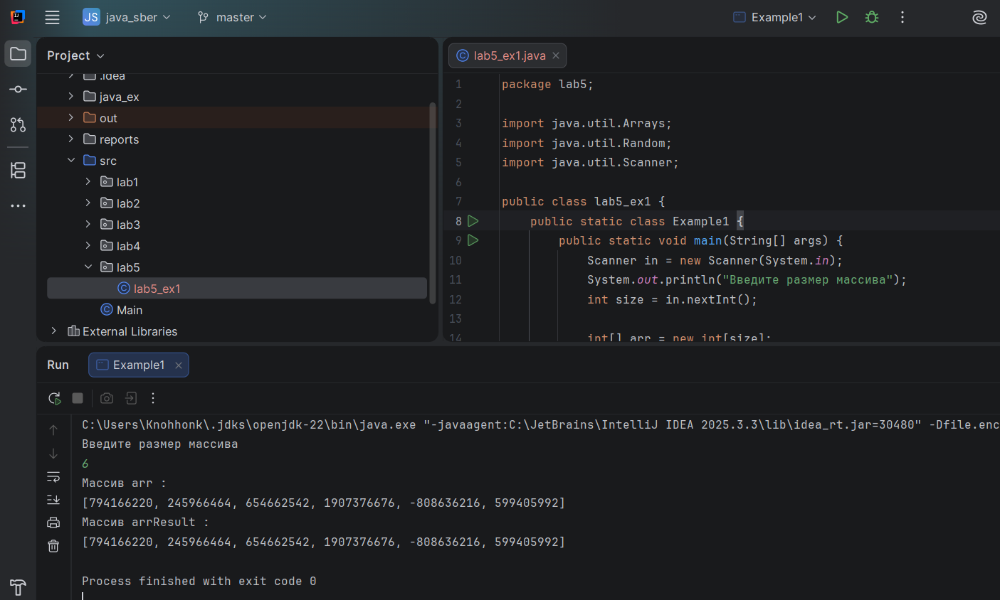 JS java_sber master Example1
Project
.idea
java_ex
out
reports
src
lab1
lab2
lab3
lab4
lab5
lab5_ex1
Main
External Libraries
lab5_ex1.java
1 package lab5;
2
3 import java.util.Arrays;
4 import java.util.Random;
5 import java.util.Scanner;
6
7 public class lab5_ex1 {
8 public static class Example1 {
9 public static void main(String[] args) {
10 Scanner in = new Scanner(System.in);
11 System.out.println("Введите размер массива");
12 int size = in.nextInt();
13
14 int[] arr = new int[size];
Run Example1
C:\Users\Knohhonk\.jdks\openjdk-22\bin\java.exe "-javaagent:C:\JetBrains\IntelliJ IDEA 2025.3.3\lib\idea_rt.jar=30480" -Dfile.enc
Введите размер массива
6
Массив arr :
[794166220, 245966464, 654662542, 1907376676, -808636216, 599405992]
Массив arrResult :
[794166220, 245966464, 654662542, 1907376676, -808636216, 599405992]
Process finished with exit code 0